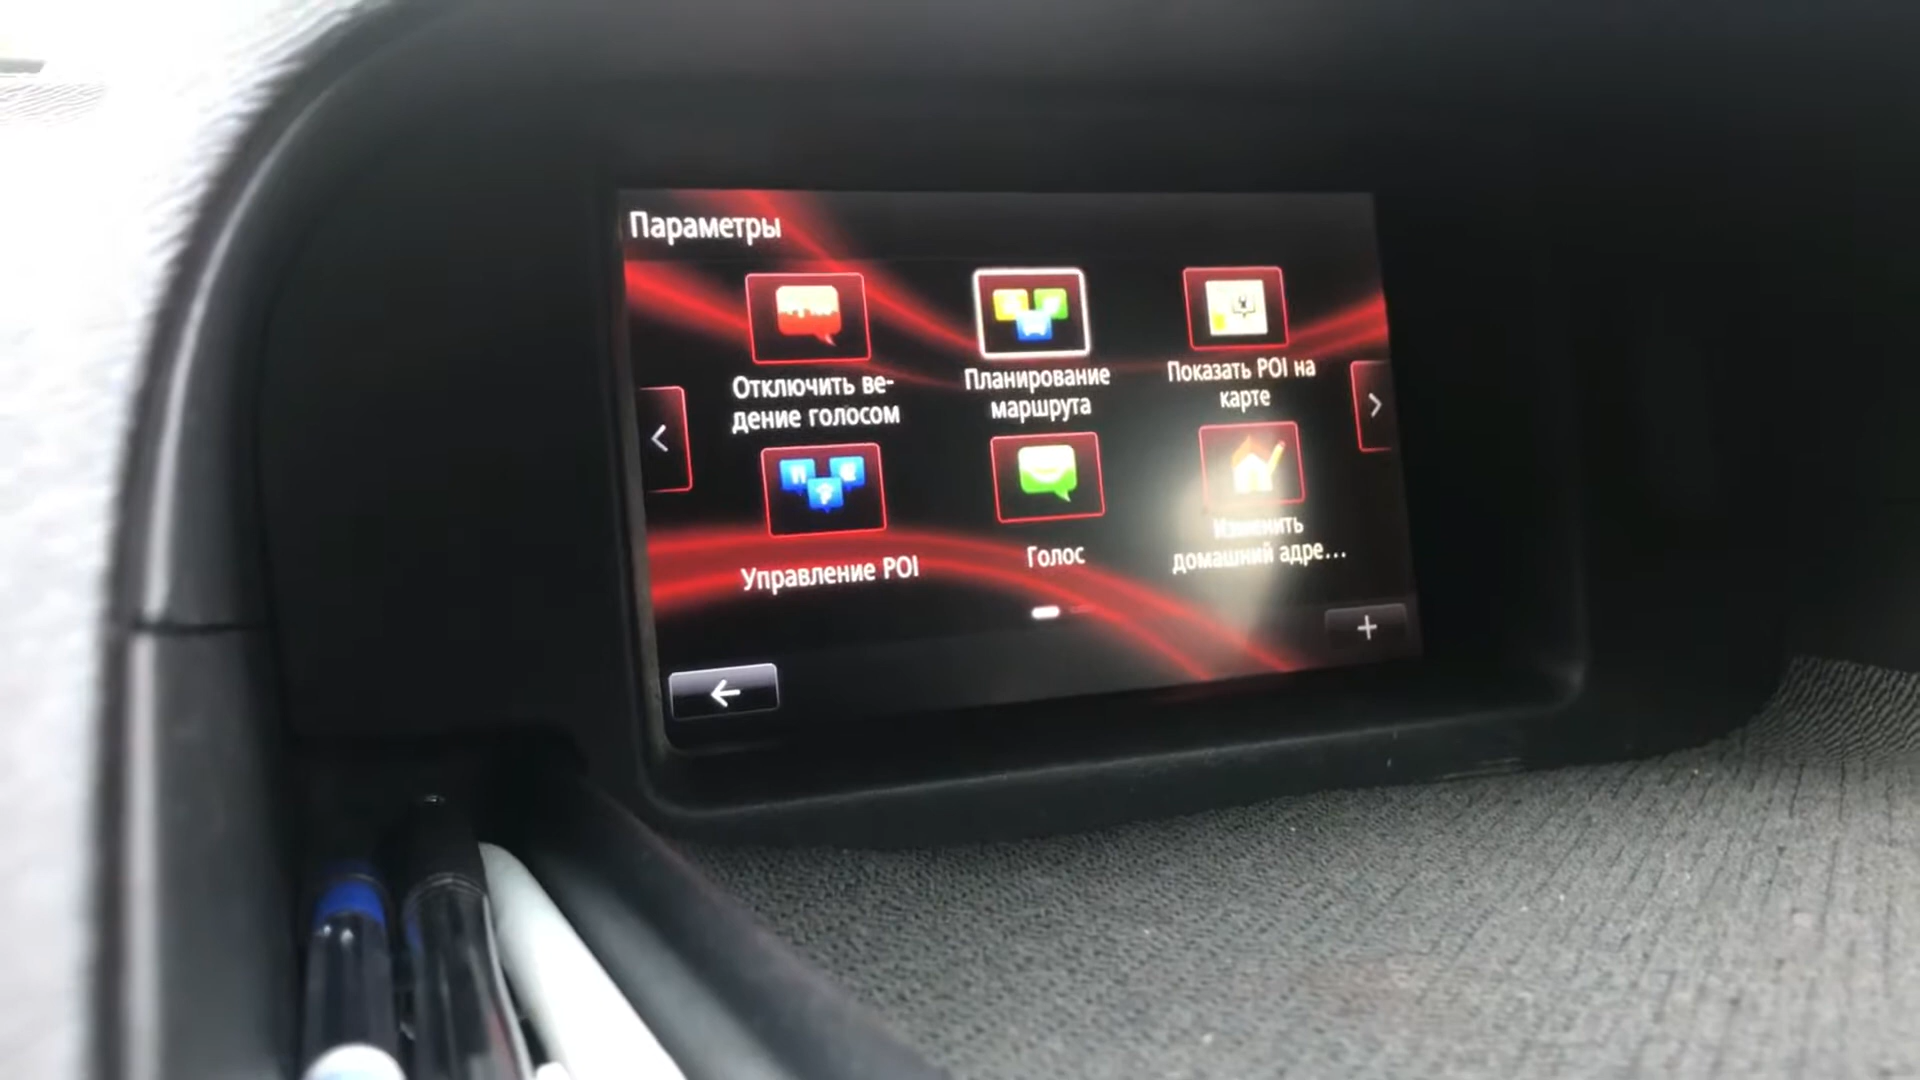 Параметры
Отключить ве-
дение голосом
Планирование
маршрута
Показать POI на
карте
Управление POI
Голос
Изменить
домашний адре...